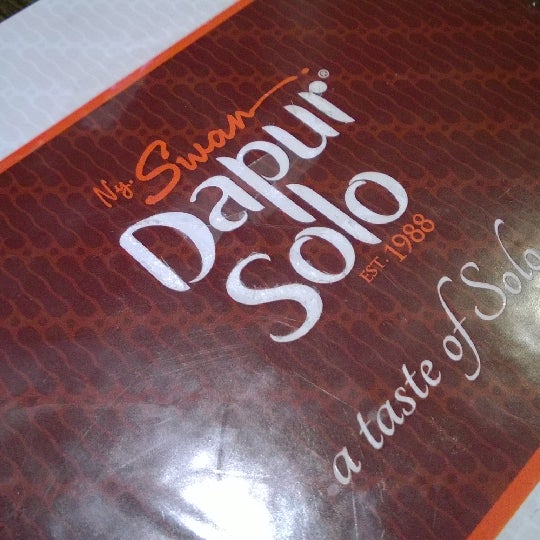 Ny. Swan
Dapur®
Solo
EST. 1988
a taste of Solo